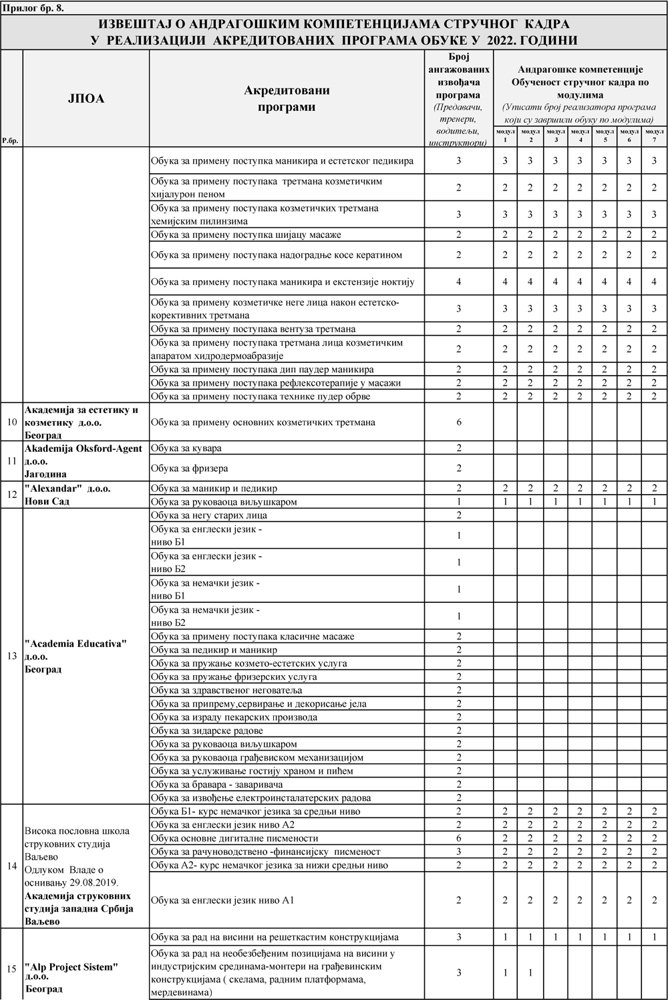 Прилог бр. 8.
ИЗВЕШТАЈ О АНДРАГОШКИМ КОМПЕТЕНЦИЈАМА СТРУЧНОГ КАДРА
У РЕАЛИЗАЦИЈИ АКРЕДИТОВАНИХ ПРОГРАМА ОБУКЕ У 2022. ГОДИНИ
Р.бр.
ЈПОА
Акредитовани
програми
Број
ангажованих
извођача
програма
(Предавачи,
тренери,
водитељи,
инструктори)
Андрагошке компетенције
Обученост стручног кадра по
модулима
(Уписати број реализатора програма
који су завршили обуку по модулима)
модул 1 модул 2 модул 3 модул 4 модул 5 модул 6 модул 7
Обука за примену поступка маникира и естетског педикира 3 3 3 3 3 3 3 3
Обука за примену поступака третмана козметичким
хијалурон пеном 2 2 2 2 2 2 2 2
Обука за примену поступака козметичких третмана
хемијским пилинзима 3 3 3 3 3 3 3 3
Обука за примену поступка шијацу масаже 2 2 2 2 2 2 2 2
Обука за примену поступака надоградње косе кератином 2 2 2 2 2 2 2 2
Обука за примену поступака маникира и екстензије ноктију 4 4 4 4 4 4 4 4
Обука за примену козметичке неге лица након естетско-
корективних третмана 3 3 3 3 3 3 3 3
Обука за примену поступака вентуза третмана 2 2 2 2 2 2 2 2
Обука за примену поступака третмана лица козметичким
апаратом хидродермоабразије 2 2 2 2 2 2 2 2
Обука за примену поступака дип паудер маникира 2 2 2 2 2 2 2 2
Обука за примену поступака рефлексотерапије у масажи 2 2 2 2 2 2 2 2
Обука за примену поступака технике пудер обрве 2 2 2 2 2 2 2 2
10
Академија за естетику и
козметику д.о.о.
Београд
Обука за примену основних козметичких третмана 6
11
Akademija Oksford-Agent
д.о.о.
Јагодина
Обука за кувара 2
Обука за фризера 2
12
"Alexandar" д.о.о.
Нови Сад
Обука за маникир и педикир 2 2 2 2 2 2 2 2
Обука за руковаоца виљушкаром 1 1 1 1 1 1 1 1
13
"Academia Educativa"
д.о.о.
Београд
Обука за негу старих лица 2
Обука за енглески језик -
ниво Б1 1
Обука за енглески језик -
ниво Б2 1
Обука за немачки језик -
ниво Б1 1
Обука за немачки језик -
ниво Б2 1
Обука за примену поступака класичне масаже 2
Обука за педикир и маникир 2
Обука за пружање козмето-естетских услуга 2
Обука за пружање фризерских услуга 2
Обука за здравственог неговатеља 2
Обука за припрему,сервирање и декорисање јела 2
Обука за израду пекарских производа 2
Обука за зидарске радове 2
Обука за руковаоца виљушкаром 2
Обука за руковаоца грађевиском механизацијом 2
Обука за услуживање гостију храном и пићем 2
Обука за бравара - заваривача 2
Обука за извођење електроинсталатерских радова 2
14
Висока пословна школа
струковних студија
Ваљево
Одлуком Владе о
оснивању 29.08.2019.
Академија струковних
студија западна Србија
Ваљево
Обука Б1- курс немачког језика за средњи ниво 2 2 2 2 2 2 2 2
Обука за енглески језик ниво А2 2 2 2 2 2 2 2 2
Обука основне дигиталне писмености 6 2 2 2 2 2 2 2
Обука за рачуноводствено -финансијску писменост 3 2 2 2 2 2 2 2
Обука А2- курс немачког језика за нижи средњи ниво 2 2 2 2 2 2 2 2
Обука за енглески језик ниво А1 2 2 2 2 2 2 2 2
15
"Alp Project Sistem"
д.о.о.
Београд
Обука за рад на висини на решеткастим конструкцијама 3 1 1 1 1 1 1 1
Обука за рад на необезбеђеним позицијама на висини у
индустријским срединама-монтери на грађевинским
конструкцијама ( скелама, радним платформама,
мердевинама) 3 1 1